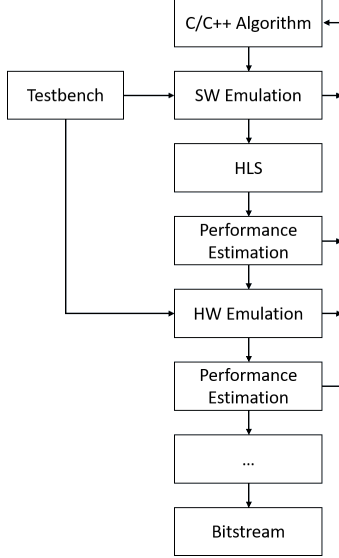 C/C++ Algorithm
Testbench
SW Emulation
HLS
Performance
Estimation
HW Emulation
Performance
Estimation
...
Bitstream